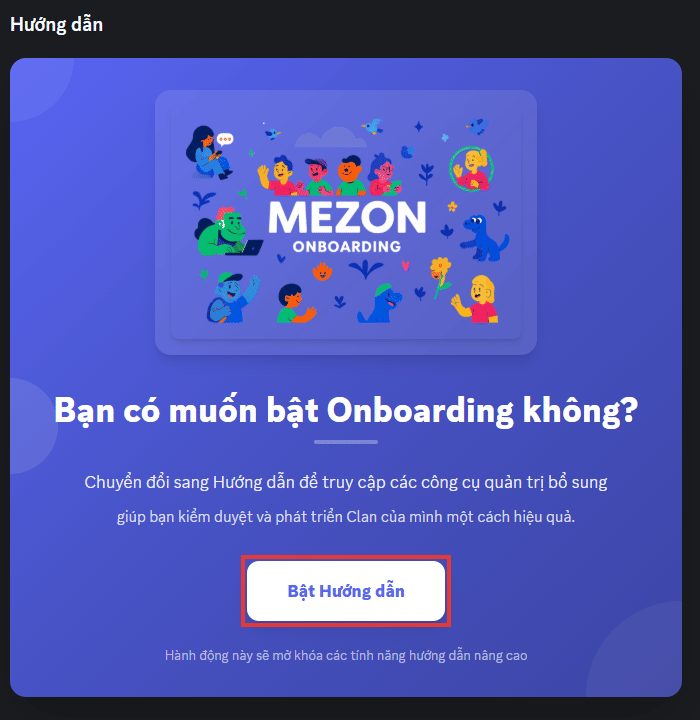 Hướng dẫn
MEZON
ONBOARDING
Bạn có muốn bật Onboarding không?
Chuyển đổi sang Hướng dẫn để truy cập các công cụ quản trị bổ sung
giúp bạn kiểm duyệt và phát triển Clan của mình một cách hiệu quả.
Bật Hướng dẫn
Hành động này sẽ mở khóa các tính năng hướng dẫn nâng cao